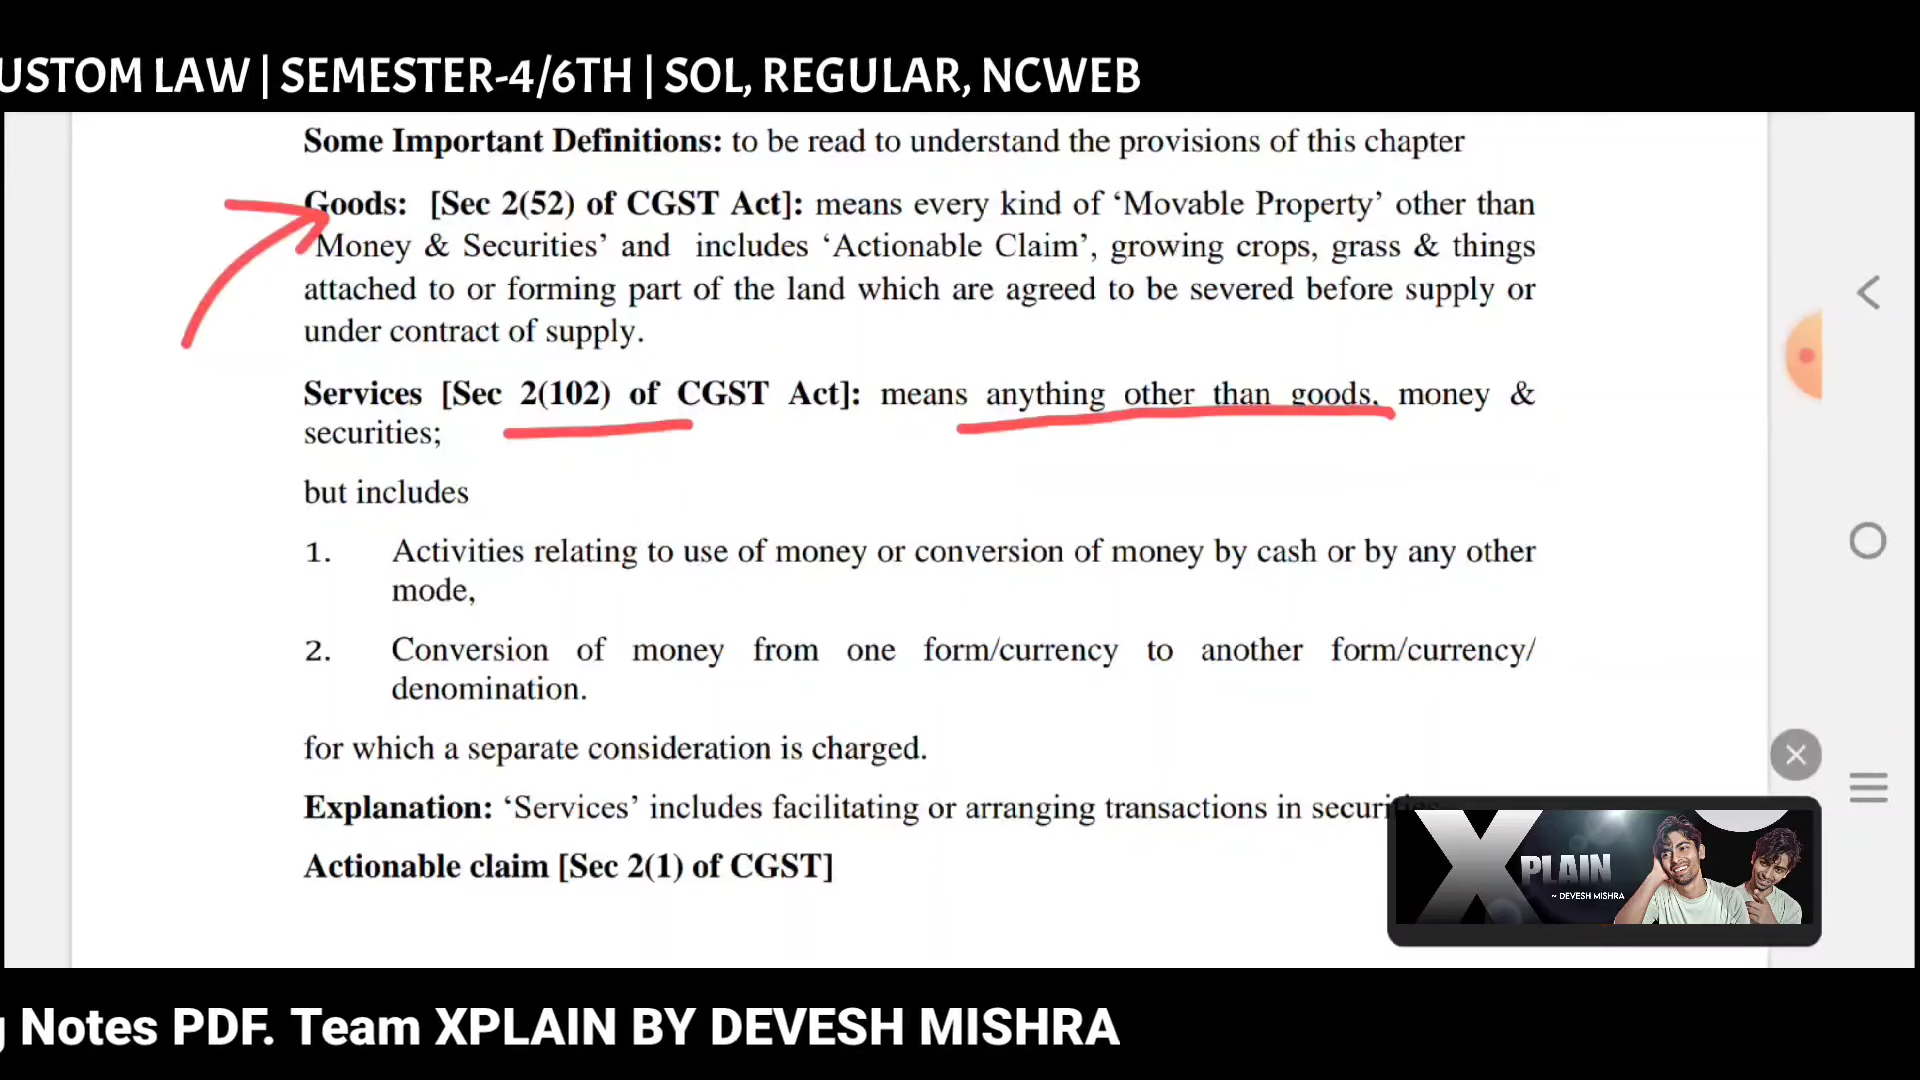 USTOM LAW | SEMESTER-4/6TH | SOL, REGULAR, NCWEB
Some Important Definitions: to be read to understand the provisions of this chapter
Goods: [Sec 2(52) of CGST Act]: means every kind of ‘Movable Property’ other than
‘Money & Securities’ and includes ‘Actionable Claim’, growing crops, grass & things
attached to or forming part of the land which are agreed to be severed before supply or
under contract of supply.
Services [Sec 2(102) of CGST Act]: means anything other than goods, money &
securities;
but includes
1. Activities relating to use of money or conversion of money by cash or by any other
mode,
2. Conversion of money from one form/currency to another form/currency/
denomination.
for which a separate consideration is charged.
Explanation: ‘Services’ includes facilitating or arranging transactions in securities
Actionable claim [Sec 2(1) of CGST]
XPLAIN
~ DEVESH MISHRA
g Notes PDF. Team XPLAIN BY DEVESH MISHRA